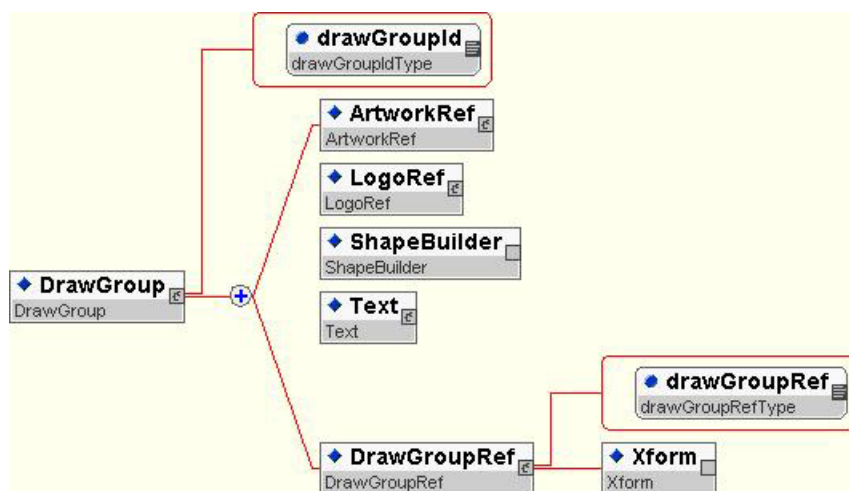 drawGroupId
drawGroupIdType
ArtworkRef
ArtworkRef
LogoRef
LogoRef
ShapeBuilder
ShapeBuilder
DrawGroup
DrawGroup
Text
Text
drawGroupRef
drawGroupRefType
DrawGroupRef
DrawGroupRef
Xform
Xform